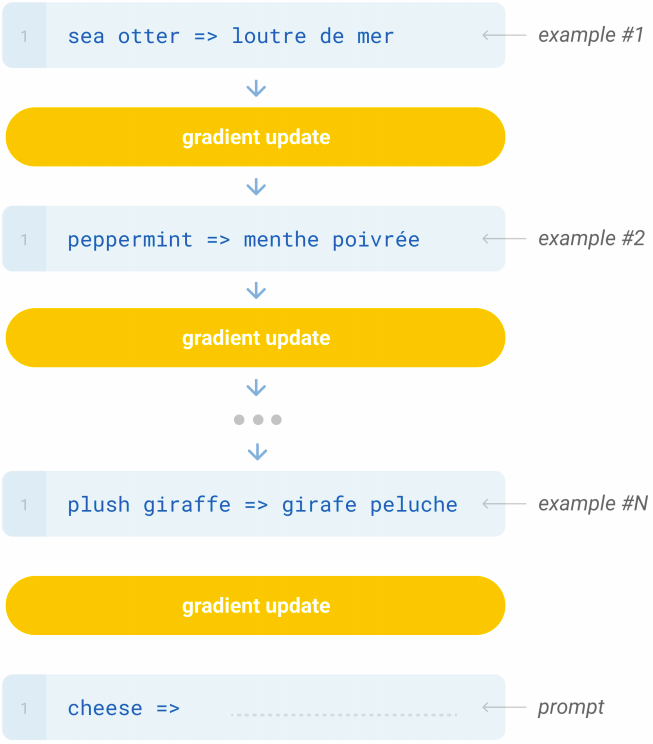 1 sea otter => loutre de mer example #1
gradient update
1 peppermint => menthe poivrée example #2
gradient update
1 plush giraffe => girafe peluche example #N
gradient update
1 cheese => prompt